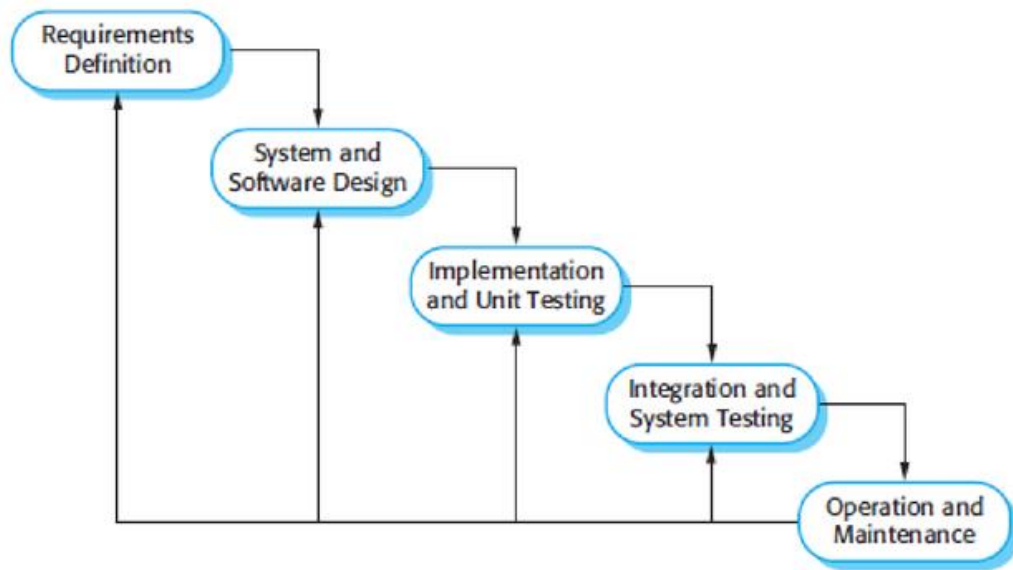 Requirements
Definition
System and
Software Design
Implementation
and Unit Testing
Integration and
System Testing
Operation and
Maintenance